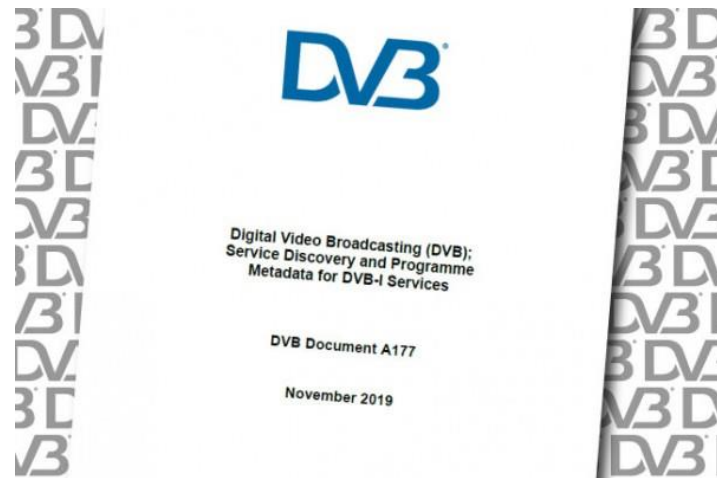 DVB
Digital Video Broadcasting (DVB);
Service Discovery and Programme
Metadata for DVB-I Services
DVB Document A177
November 2019